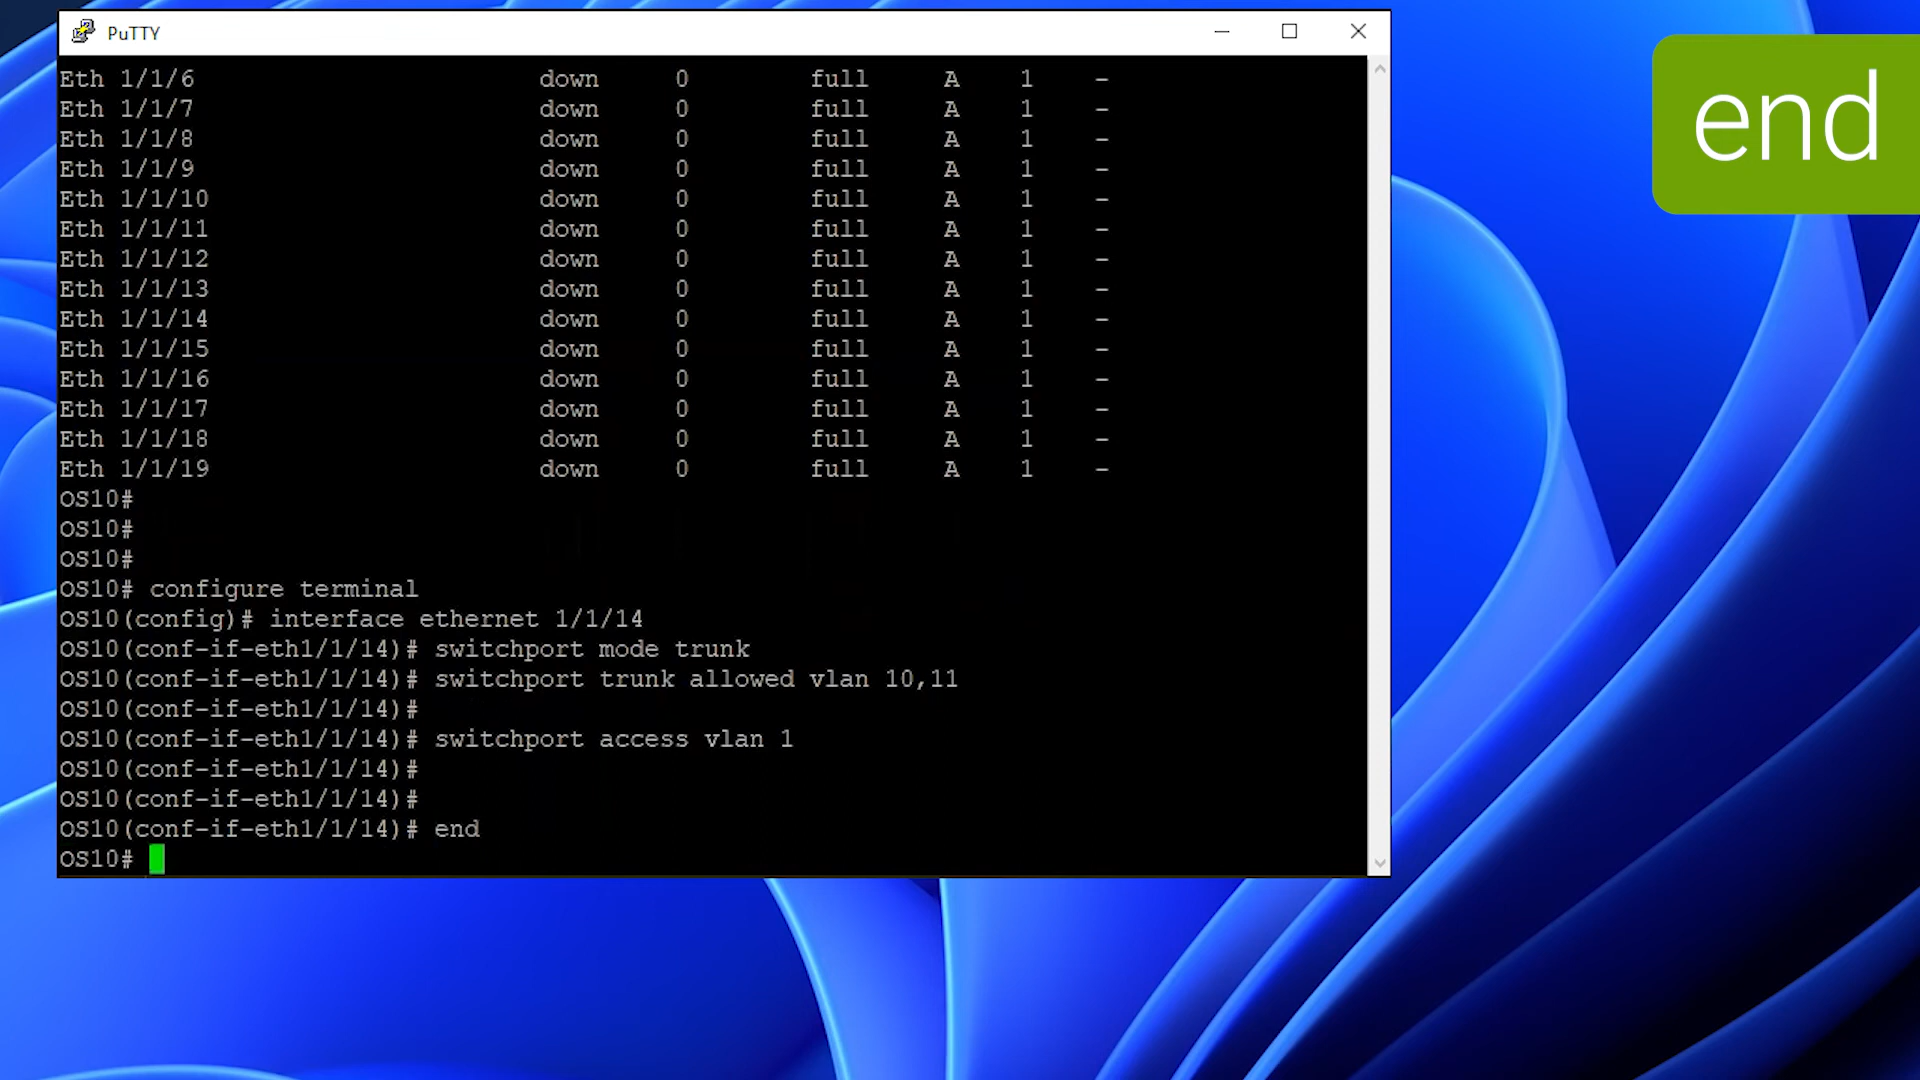 PuTTY
end
Eth 1/1/6 down 0 full A 1 -
Eth 1/1/7 down 0 full A 1 -
Eth 1/1/8 down 0 full A 1 -
Eth 1/1/9 down 0 full A 1 -
Eth 1/1/10 down 0 full A 1 -
Eth 1/1/11 down 0 full A 1 -
Eth 1/1/12 down 0 full A 1 -
Eth 1/1/13 down 0 full A 1 -
Eth 1/1/14 down 0 full A 1 -
Eth 1/1/15 down 0 full A 1 -
Eth 1/1/16 down 0 full A 1 -
Eth 1/1/17 down 0 full A 1 -
Eth 1/1/18 down 0 full A 1 -
Eth 1/1/19 down 0 full A 1 -
OS10#
OS10#
OS10#
OS10# configure terminal
OS10(config)# interface ethernet 1/1/14
OS10(conf-if-eth1/1/14)# switchport mode trunk
OS10(conf-if-eth1/1/14)# switchport trunk allowed vlan 10,11
OS10(conf-if-eth1/1/14)#
OS10(conf-if-eth1/1/14)# switchport access vlan 1
OS10(conf-if-eth1/1/14)#
OS10(conf-if-eth1/1/14)#
OS10(conf-if-eth1/1/14)# end
OS10#